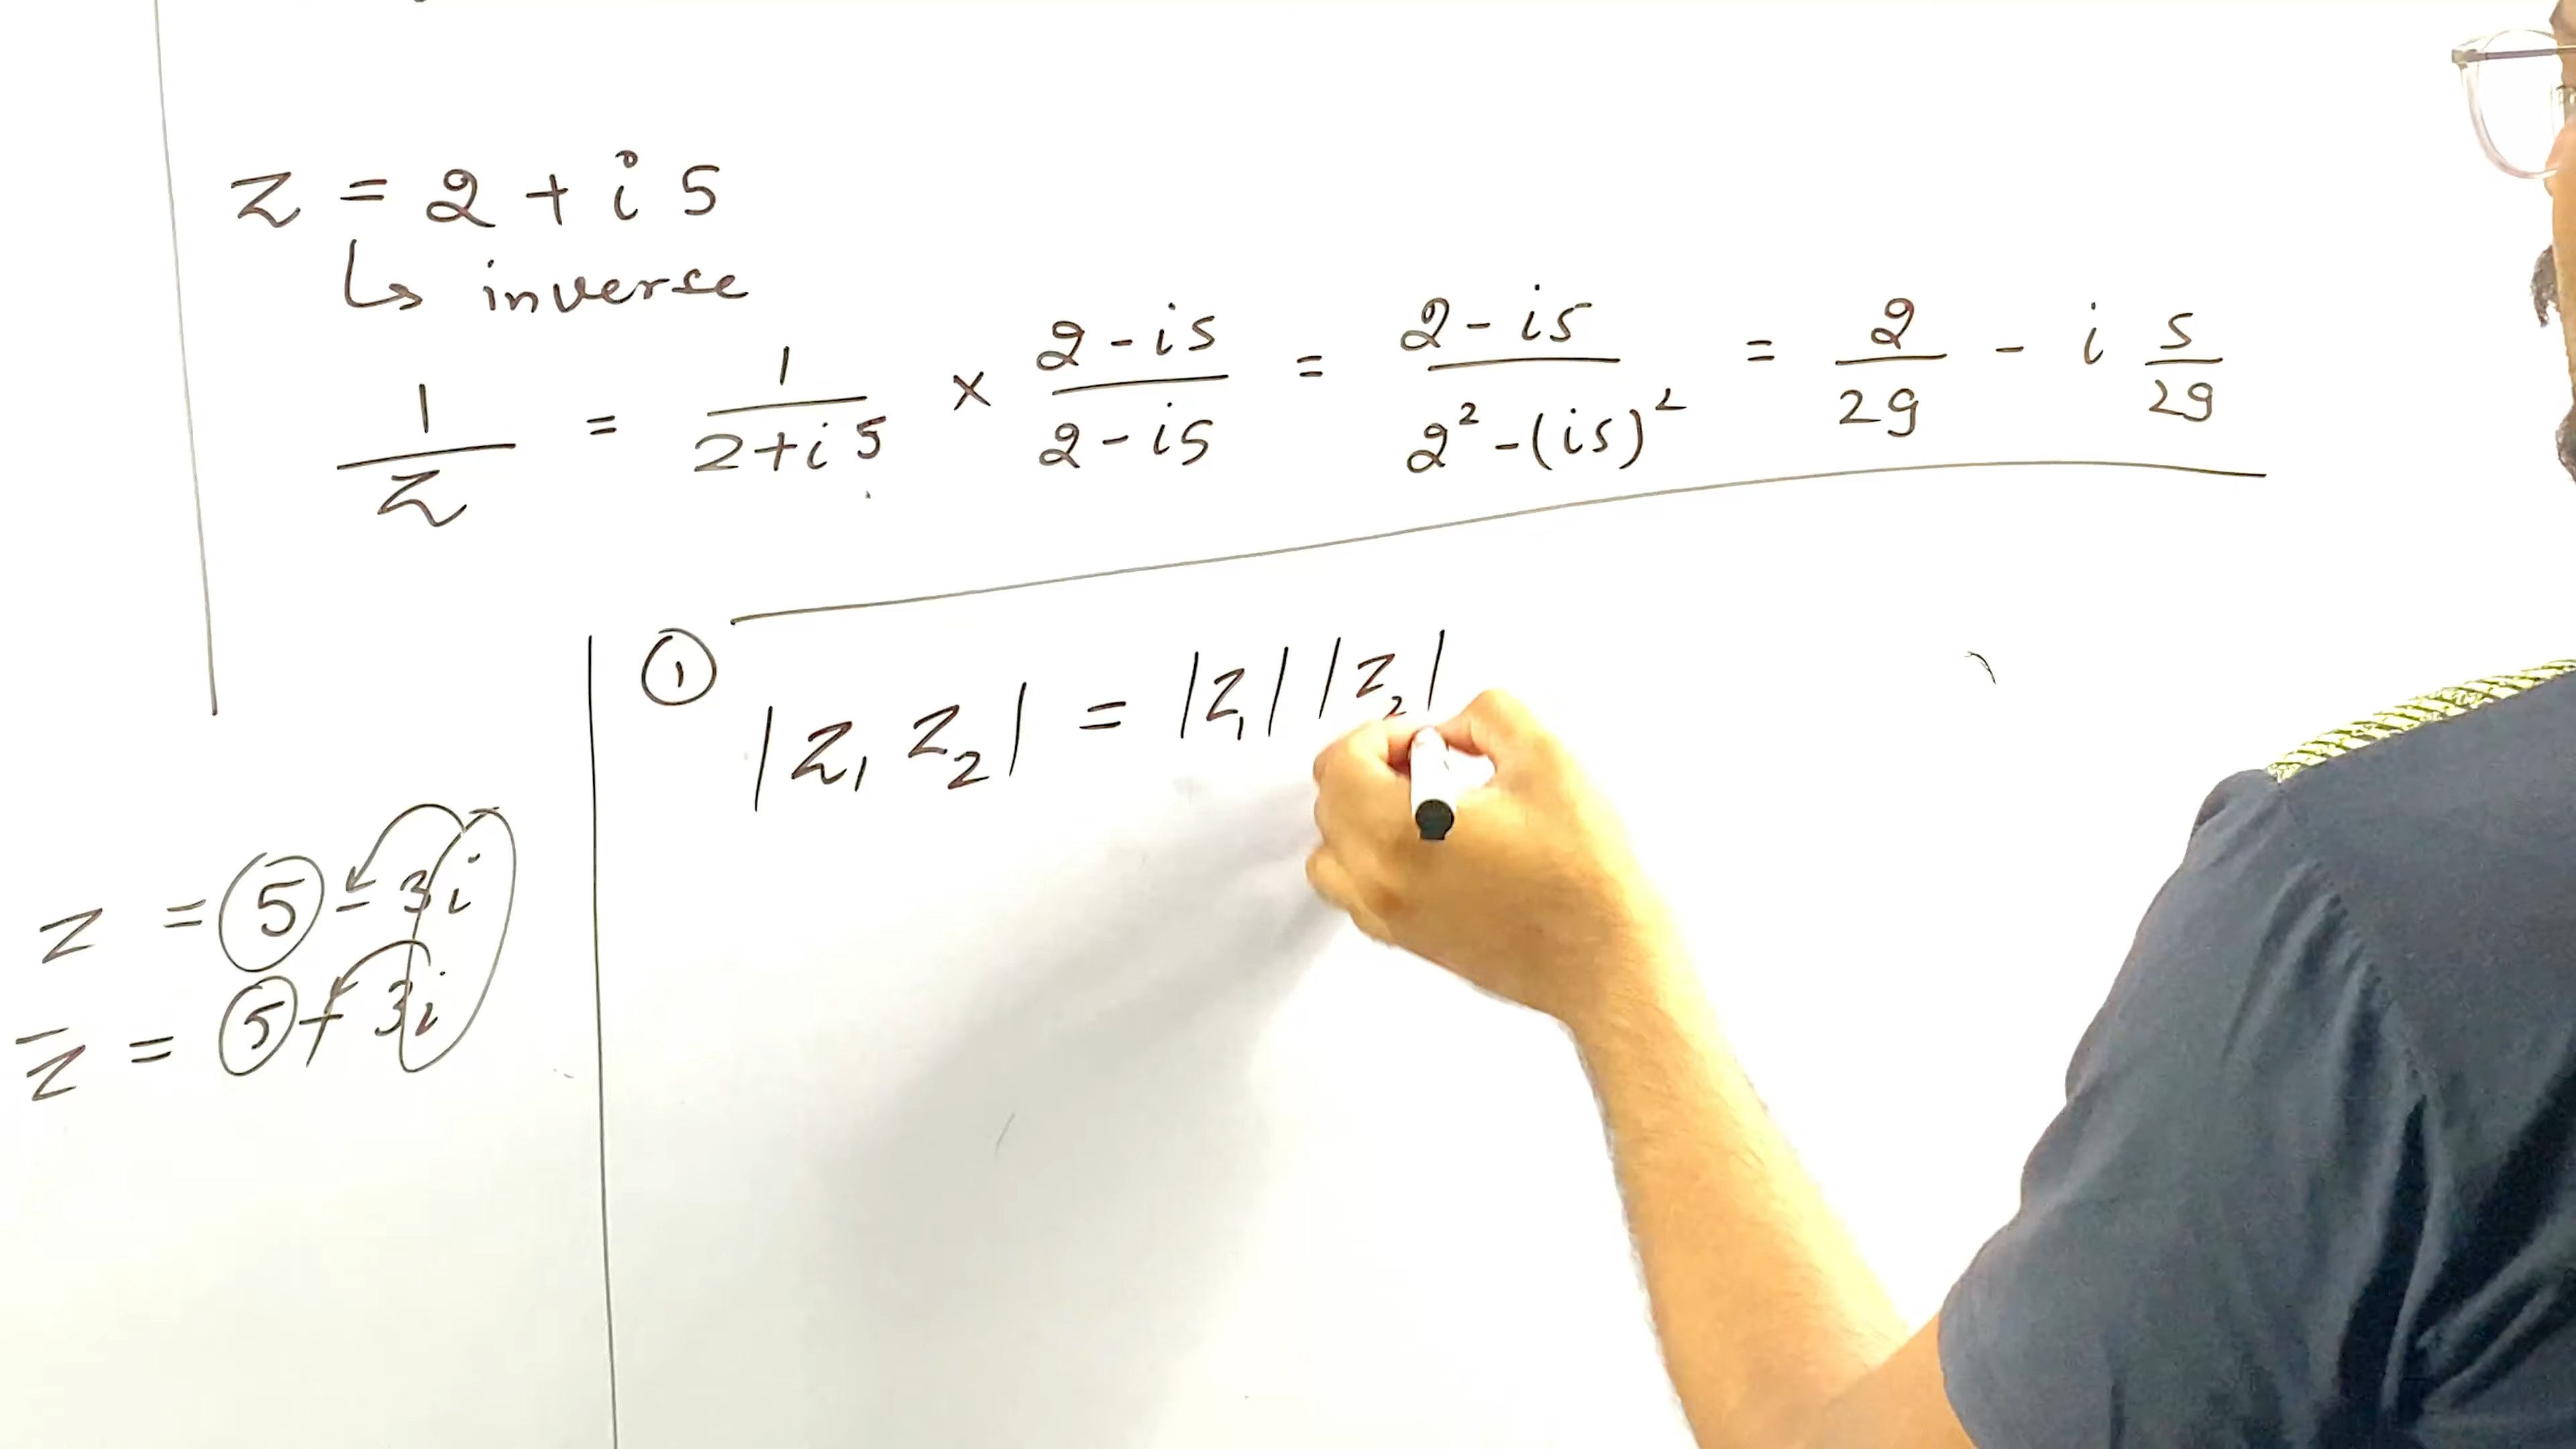 z = 2 + i 5
↳ inverse
1/z = 1/(2+i5) × (2-i5)/(2-i5) = (2-i5)/(2²-(i5)²) = 2/29 - i 5/29
① |z₁ z₂| = |z₁| |z₂|
z = 5 - 3i
z̄ = 5 + 3i